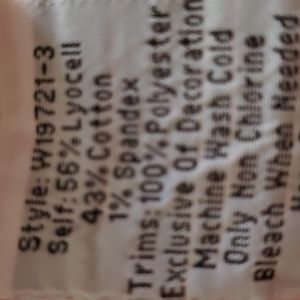 Style: W19721-3
Self: 56% Lyocell
43% Cotton
1% Spandex
Trims: 100% Polyester
Exclusive Of Decoration
Machine Wash Cold
Only Non Chlorine
Bleach When Needed